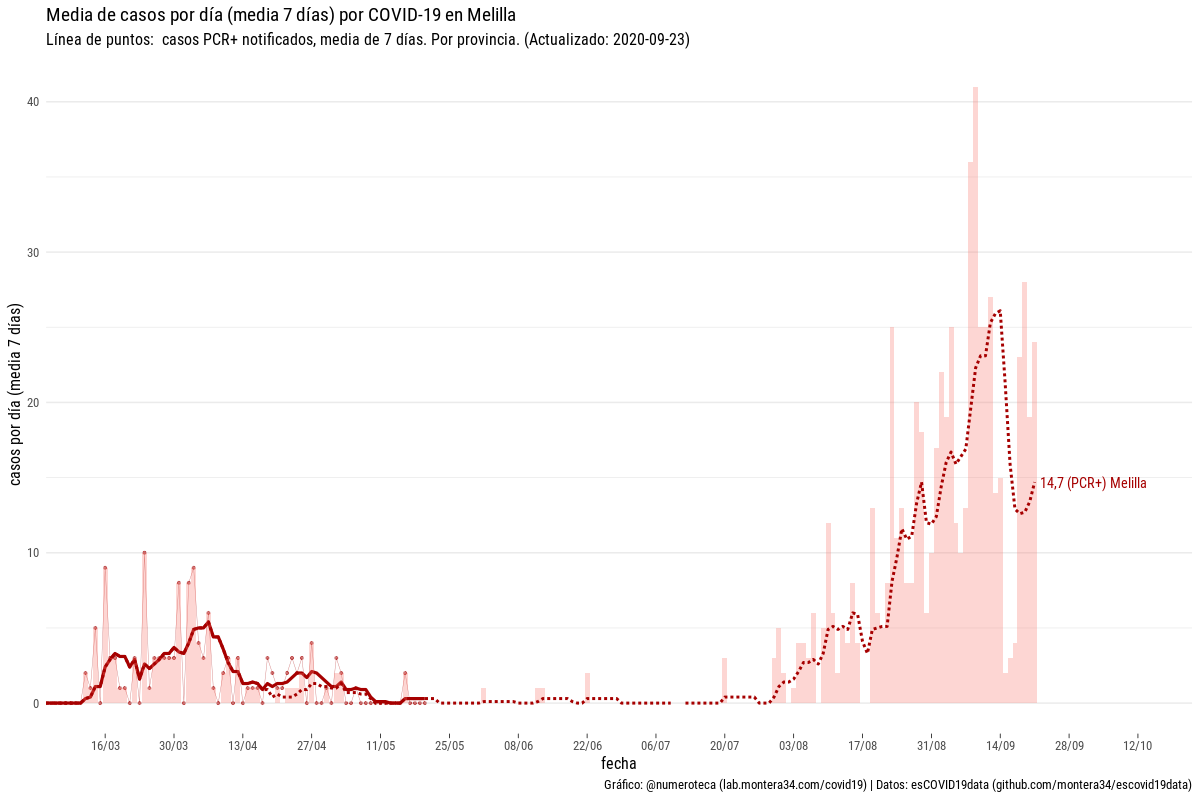 Media de casos por día (media 7 días) por COVID-19 en Melilla
Línea de puntos:  casos PCR+ notificados, media de 7 días. Por provincia. (Actualizado: 2020-09-23)
casos por día (media 7 días)
40
30
20
10
0
14,7 (PCR+) Melilla
16/03 30/03 13/04 27/04 11/05 25/05 08/06 22/06 06/07 20/07 03/08 17/08 31/08 14/09 28/09 12/10
fecha
Gráfico: @numeroteca (lab.montera34.com/covid19) | Datos: esCOVID19data (github.com/montera34/escovid19data)